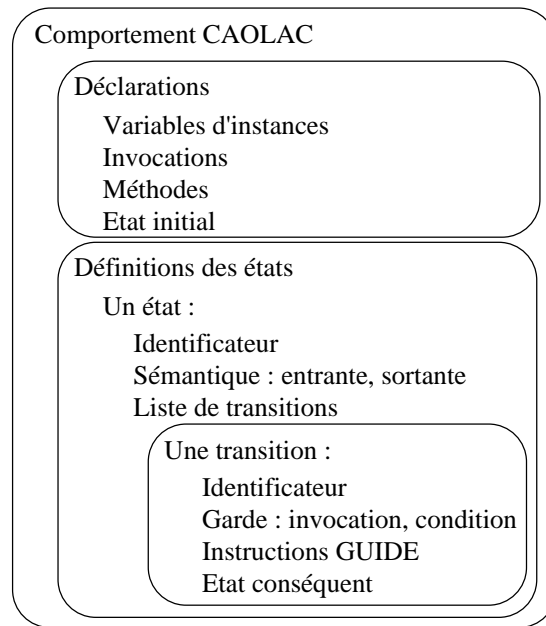 Comportement CAOLAC
Déclarations
Variables d'instances
Invocations
Méthodes
Etat initial
Définitions des états
Un état :
Identificateur
Sémantique : entrante, sortante
Liste de transitions
Une transition :
Identificateur
Garde : invocation, condition
Instructions GUIDE
Etat conséquent